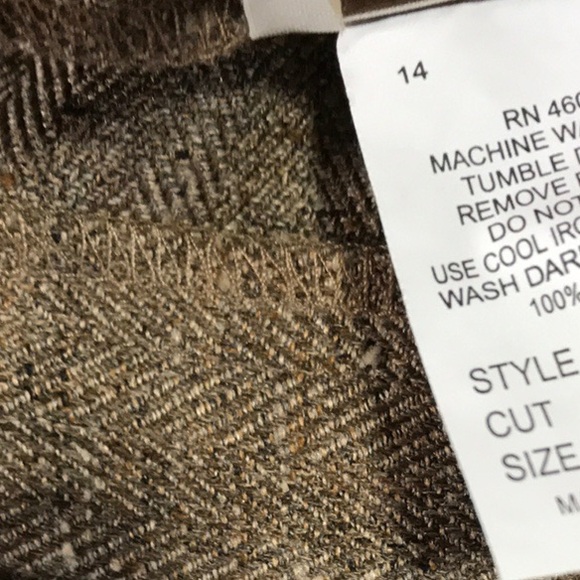 14
RN 460
MACHINE WA
TUMBLE D
REMOVE P
DO NOT
USE COOL IRO
WASH DAR
100%
STYLE
CUT
SIZE
M